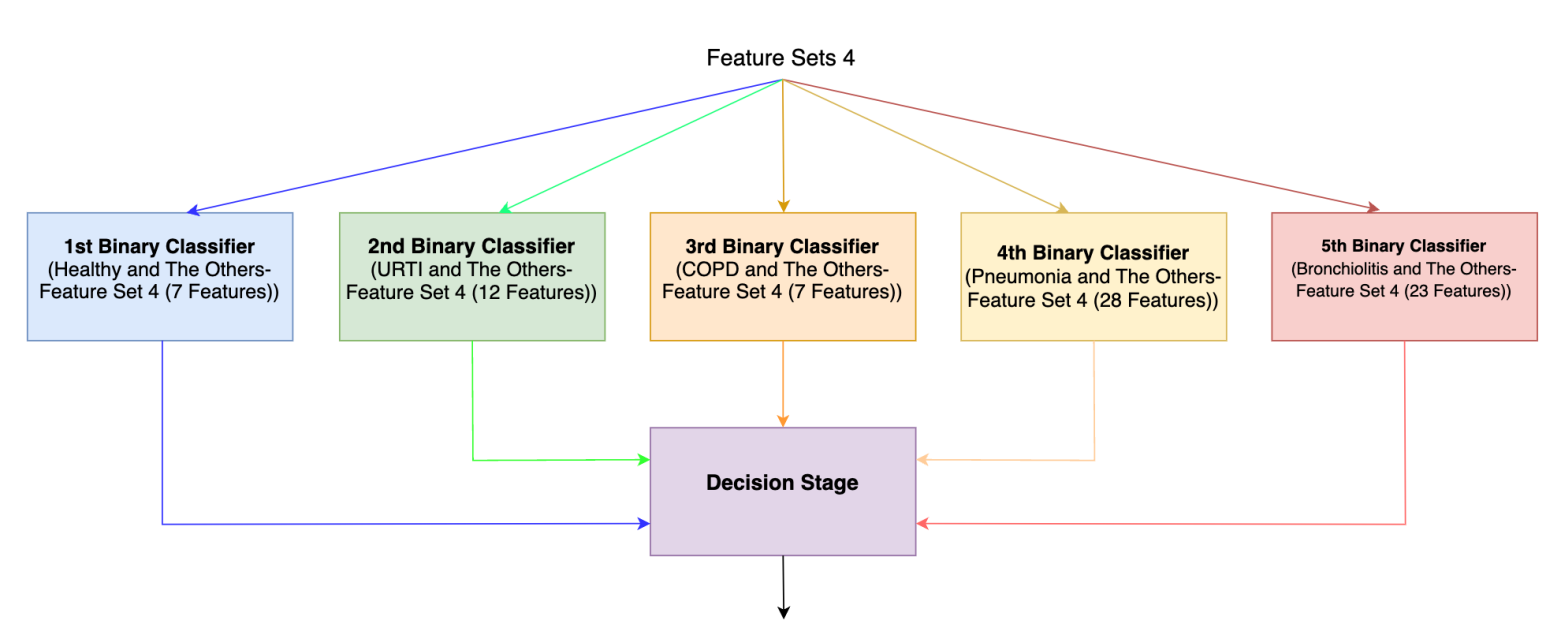 Feature Sets 4
1st Binary Classifier
(Healthy and The Others-
Feature Set 4 (7 Features))
2nd Binary Classifier
(URTI and The Others-
Feature Set 4 (12 Features))
3rd Binary Classifier
(COPD and The Others-
Feature Set 4 (7 Features))
4th Binary Classifier
(Pneumonia and The Others-
Feature Set 4 (28 Features))
5th Binary Classifier
(Bronchiolitis and The Others-
Feature Set 4 (23 Features))
Decision Stage